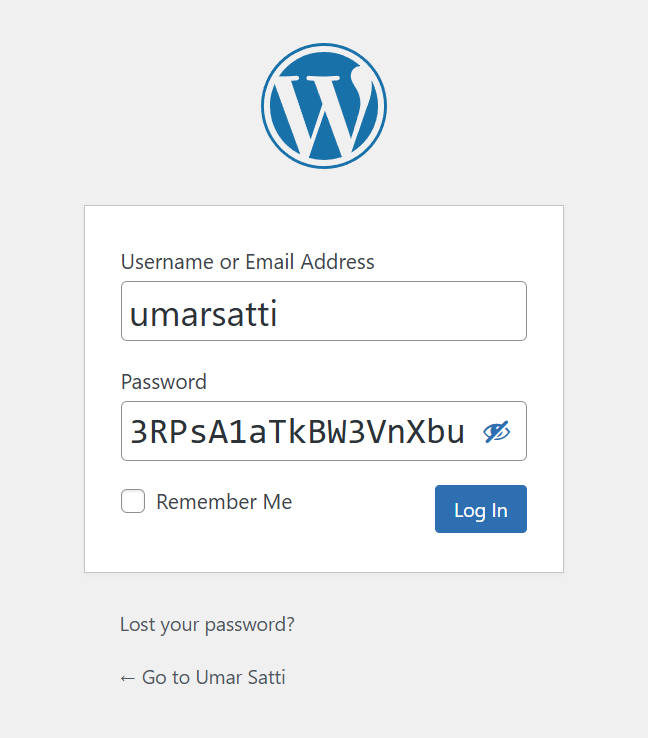 Username or Email Address
umarsatti
Password
3RPsA1aTkBW3VnXbu
Remember Me
Log In
Lost your password?
← Go to Umar Satti